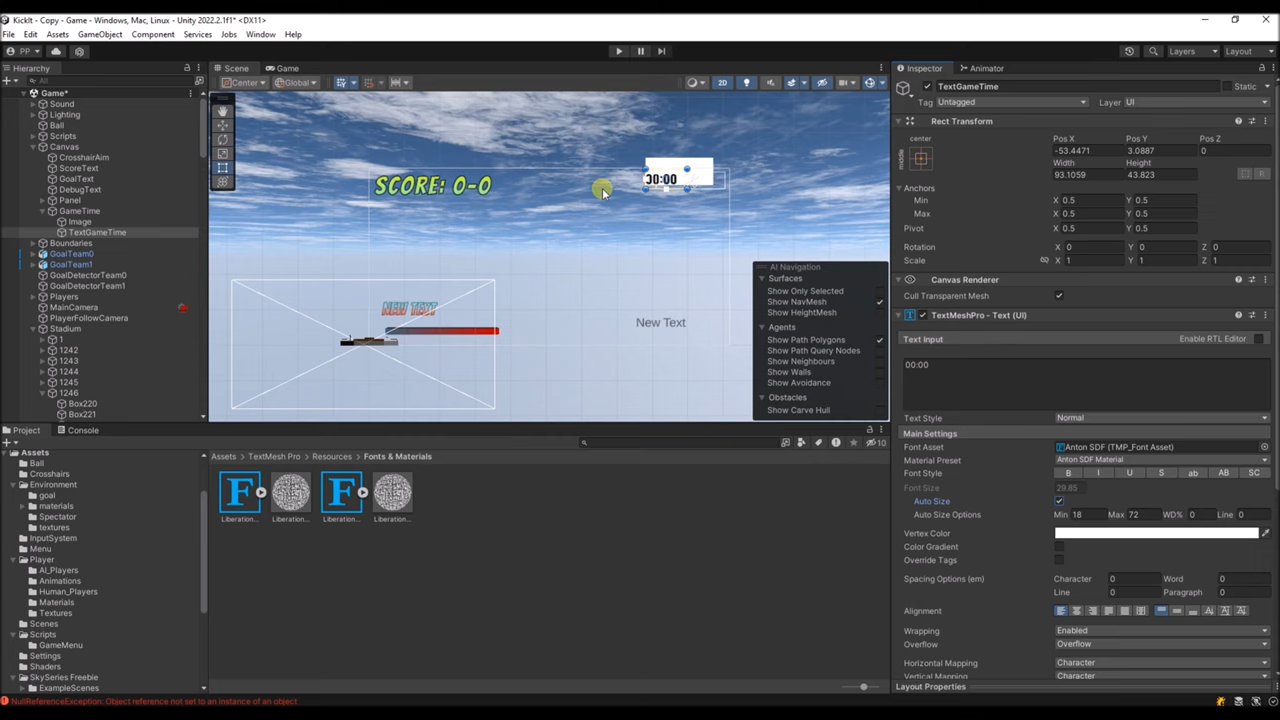 KickIt - Copy - Game - Windows, Mac, Linux - Unity 2022.2.1f1* <DX11>
File Edit Assets GameObject Component Services Jobs Window Help
PP
Layers Layout
Hierarchy
All
Game*
Sound
Lighting
Ball
Scripts
Canvas
CrosshairAim
ScoreText
GoalText
DebugText
Panel
GameTime
Image
TextGameTime
Boundaries
GoalTeam0
GoalTeam1
GoalDetectorTeam0
GoalDetectorTeam1
Players
MainCamera
PlayerFollowCamera
Stadium
1
1242
1243
1244
1245
1246
Box220
Box221
Scene Game
Center Global 2D
SCORE: 0-0
00:00
NEW TEXT
New Text
AI Navigation
Surfaces
Show Only Selected
Show NavMesh
Show HeightMesh
Agents
Show Path Polygons
Show Path Query Nodes
Show Neighbours
Show Walls
Show Avoidance
Obstacles
Show Carve Hull
Project Console
10
Assets
Ball
Crosshairs
Environment
goal
materials
Spectator
textures
InputSystem
Menu
Player
AI_Players
Animations
Human_Players
Materials
Textures
Scenes
Scripts
GameMenu
Settings
Shaders
SkySeries Freebie
ExampleScenes
Assets > TextMesh Pro > Resources > Fonts & Materials
Liberation... Liberation... Liberation... Liberation...
Inspector Animator
TextGameTime Static
Tag Untagged Layer UI
Rect Transform
center Pos X Pos Y Pos Z
middle -53.4471 3.0887 0
Width Height
93.1059 43.823 R
Anchors
Min X 0.5 Y 0.5
Max X 0.5 Y 0.5
Pivot X 0.5 Y 0.5
Rotation X 0 Y 0 Z 0
Scale X 1 Y 1 Z 1
Canvas Renderer
Cull Transparent Mesh
TextMeshPro - Text (UI)
Text Input Enable RTL Editor
00:00
Text Style Normal
Main Settings
Font Asset Anton SDF (TMP_Font Asset)
Material Preset Anton SDF Material
Font Style B I U S ab AB SC
Font Size 29.85
Auto Size
Auto Size Options Min 18 Max 72 WD% 0 Line 0
Vertex Color
Color Gradient
Override Tags
Spacing Options (em) Character 0 Word 0
Line 0 Paragraph 0
Alignment
Wrapping Enabled
Overflow Overflow
Horizontal Mapping Character
Vertical Mapping Character
Layout Properties
NullReferenceException: Object reference not set to an instance of an object